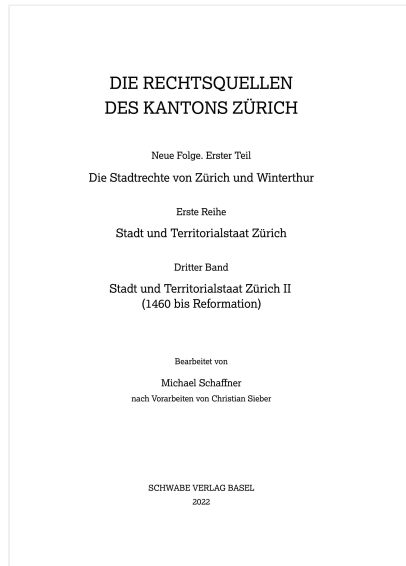 DIE RECHTSQUELLEN
DES KANTONS ZÜRICH
Neue Folge. Erster Teil
Die Stadtrechte von Zürich und Winterthur
Erste Reihe
Stadt und Territorialstaat Zürich
Dritter Band
Stadt und Territorialstaat Zürich II
(1460 bis Reformation)
Bearbeitet von
Michael Schaffner
nach Vorarbeiten von Christian Sieber
SCHWABE VERLAG BASEL
2022